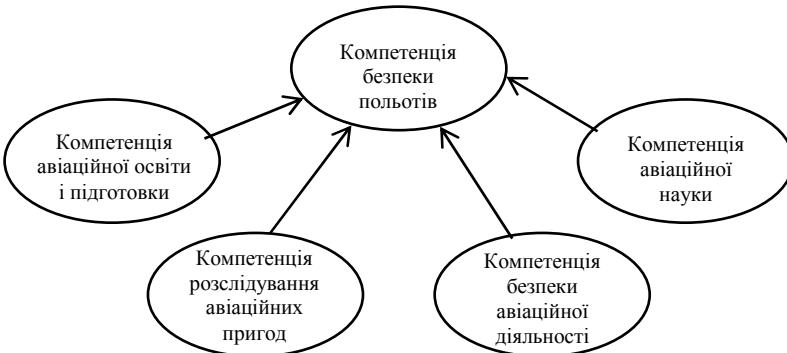 Компетенція
безпеки
польотів
Компетенція
авіаційної освіти
і підготовки
Компетенція
авіаційної
науки
Компетенція
розслідування
авіаційних
пригод
Компетенція
безпеки
авіаційної
діяльності